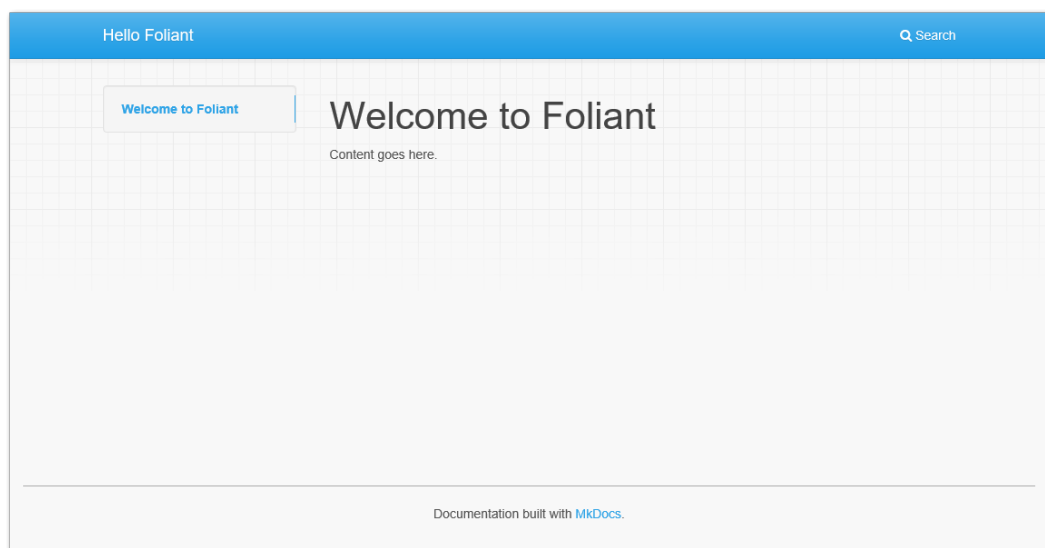 Hello Foliant
Search
Welcome to Foliant
Welcome to Foliant
Content goes here.
Documentation built with MkDocs.